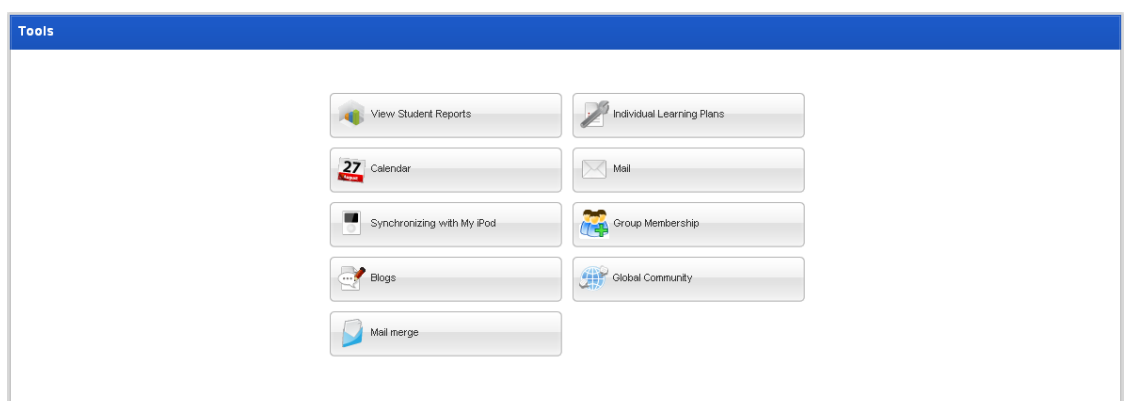 Tools
View Student Reports
Individual Learning Plans
27
Calendar
Mail
Synchronizing with My iPod
Group Membership
Blogs
Global Community
Mail merge